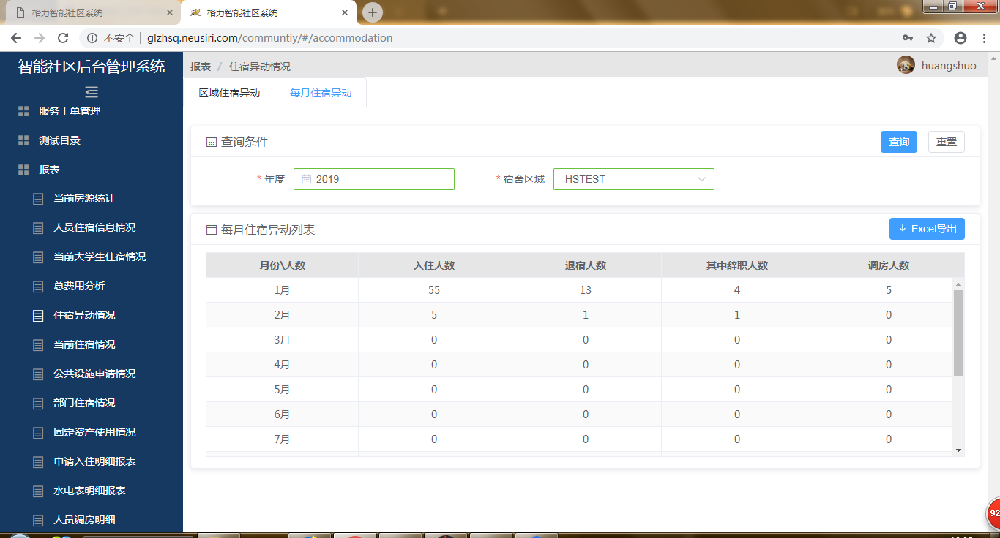 格力智能社区系统
格力智能社区系统
不安全
glzhsq.neusiri.com/communtiy/#/accommodation
智能社区后台管理系统
服务工单管理
测试目录
报表
当前房源统计
人员住宿信息情况
当前大学生住宿情况
总费用分析
住宿异动情况
当前住宿情况
公共设施申请情况
部门住宿情况
固定资产使用情况
申请入住明细报表
水电表明细报表
人员调房明细
报表 / 住宿异动情况
huangshuo
区域住宿异动 每月住宿异动
查询条件 查询 重置
* 年度 2019 * 宿舍区域 HSTEST
每月住宿异动列表 Excel导出
月份\人数 入住人数 退宿人数 其中辞职人数 调房人数
1月 55 13 4 5
2月 5 1 1 0
3月 0 0 0 0
4月 0 0 0 0
5月 0 0 0 0
6月 0 0 0 0
7月 0 0 0 0
92